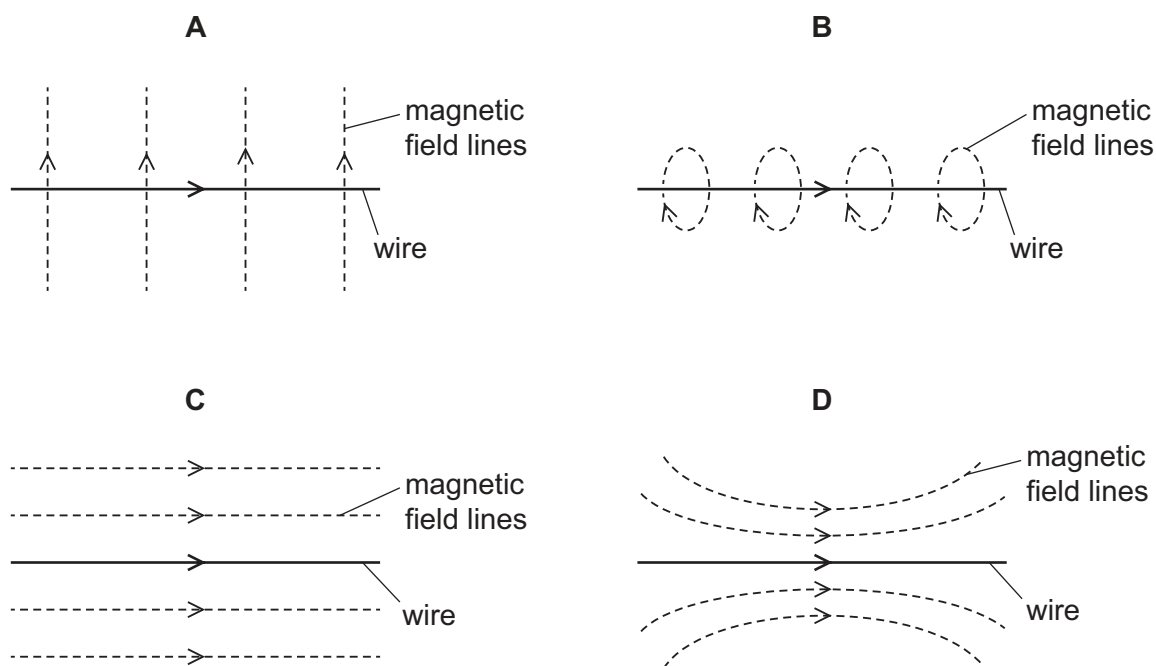 A
magnetic
field lines
wire
B
magnetic
field lines
wire
C
magnetic
field lines
wire
D
magnetic
field lines
wire